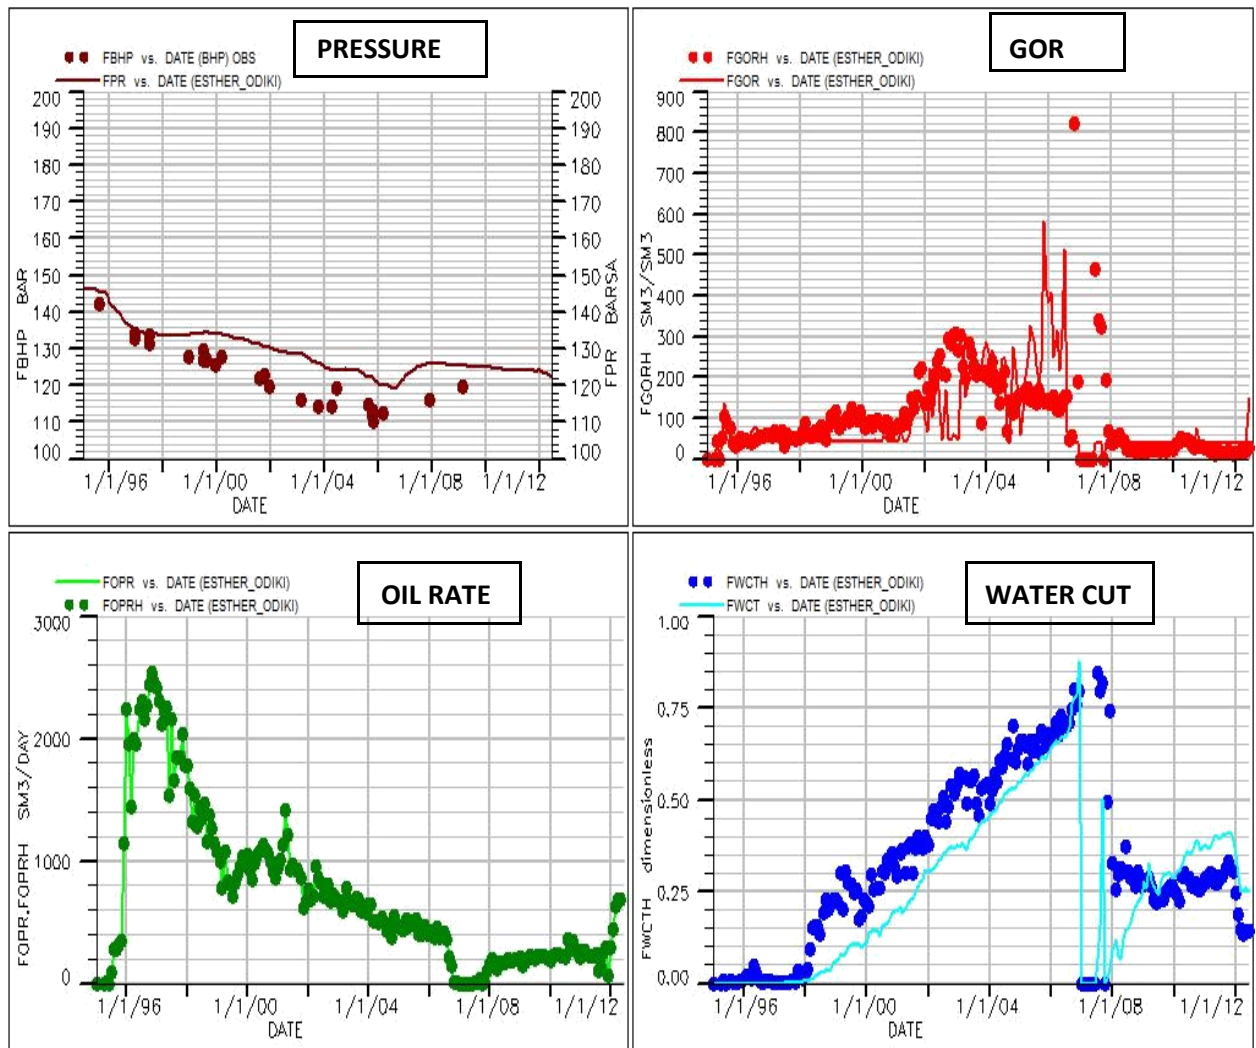 PRESSURE
FBHP vs. DATE (BHP) OBS
FPR vs. DATE (ESTHER_ODIKI)
200
190
180
170
160
150
140
130
120
110
100
FBHP BAR
200
190
180
170
160
150
140
130
120
110
100
FPR BARSA
1/1/96
1/1/00
1/1/04
1/1/08
1/1/12
DATE
GOR
FGORH vs. DATE (ESTHER_ODIKI)
FGOR vs. DATE (ESTHER_ODIKI)
900
800
700
600
500
400
300
200
100
0
FGORH SM3/SM3
1/1/96
1/1/00
1/1/04
1/1/08
1/1/12
DATE
OIL RATE
FOPR vs. DATE (ESTHER_ODIKI)
FOPRH vs. DATE (ESTHER_ODIKI)
3000
2000
1000
0
FOPR,FOPRH SM3/DAY
1/1/96
1/1/00
1/1/04
1/1/08
1/1/12
DATE
WATER CUT
FWCTH vs. DATE (ESTHER_ODIKI)
FWCT vs. DATE (ESTHER_ODIKI)
1.00
0.75
0.50
0.25
0.00
FWCTH dimensionless
1/1/96
1/1/00
1/1/04
1/1/08
1/1/12
DATE